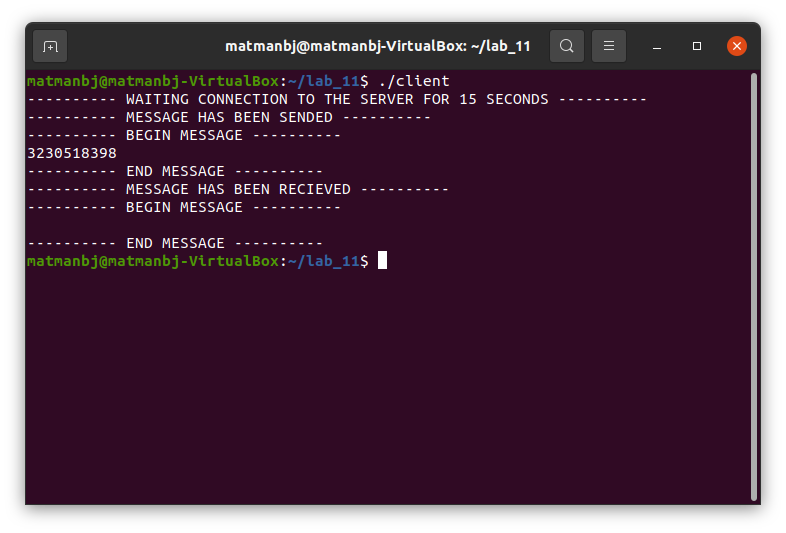 matmanbj@matmanbj-VirtualBox: ~/lab_11
matmanbj@matmanbj-VirtualBox:~/lab_11$ ./client
---------- WAITING CONNECTION TO THE SERVER FOR 15 SECONDS ----------
---------- MESSAGE HAS BEEN SENDED ----------
---------- BEGIN MESSAGE ----------
3230518398
---------- END MESSAGE ----------
---------- MESSAGE HAS BEEN RECIEVED ----------
---------- BEGIN MESSAGE ----------
---------- END MESSAGE ----------
matmanbj@matmanbj-VirtualBox:~/lab_11$